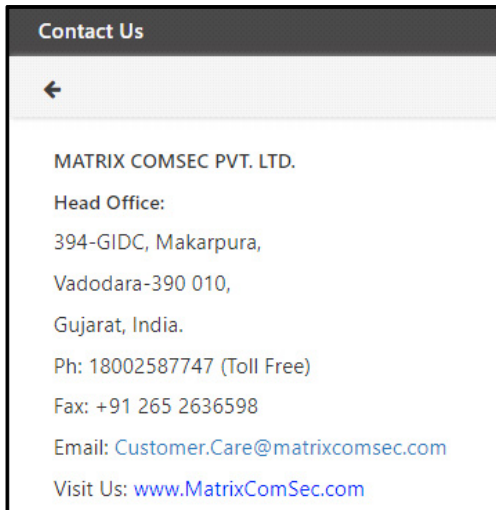 Contact Us
MATRIX COMSEC PVT. LTD.
Head Office:
394-GIDC, Makarpura,
Vadodara-390 010,
Gujarat, India.
Ph: 18002587747 (Toll Free)
Fax: +91 265 2636598
Email: Customer.Care@matrixcomsec.com
Visit Us: www.MatrixComSec.com